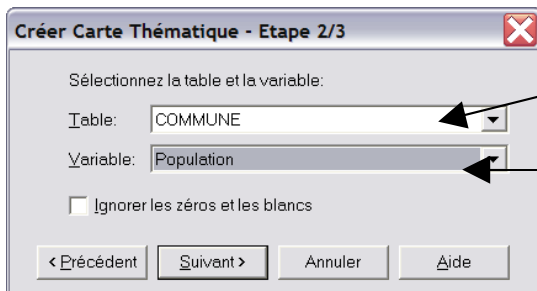 Créer Carte Thématique - Etape 2/3
Sélectionnez la table et la variable:
Table: COMMUNE
Variable: Population
Ignorer les zéros et les blancs
< Précédent Suivant > Annuler Aide